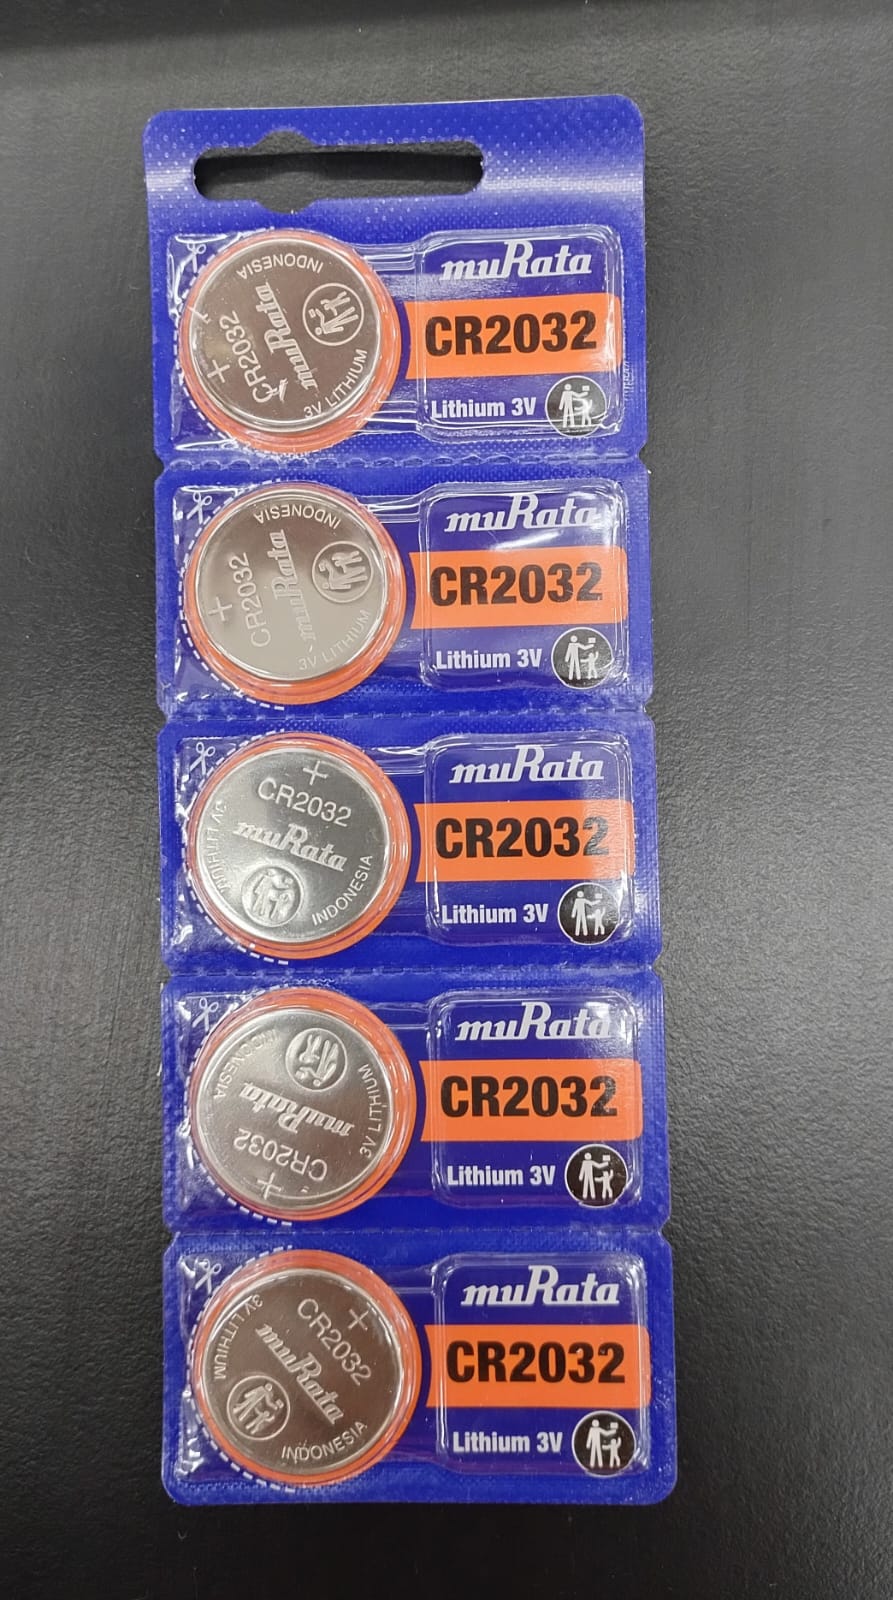 INDONESIA
muRata
CR2032
+
3V LITHIUM
muRata
CR2032
Lithium 3V
INDONESIA
muRata
CR2032
+
3V LITHIUM
muRata
CR2032
Lithium 3V
+
CR2032
muRata
3V LITHIUM
INDONESIA
muRata
CR2032
Lithium 3V
INDONESIA
3V LITHIUM
muRata
CR2032
+
muRata
CR2032
Lithium 3V
+
CR2032
3V LITHIUM
muRata
INDONESIA
muRata
CR2032
Lithium 3V